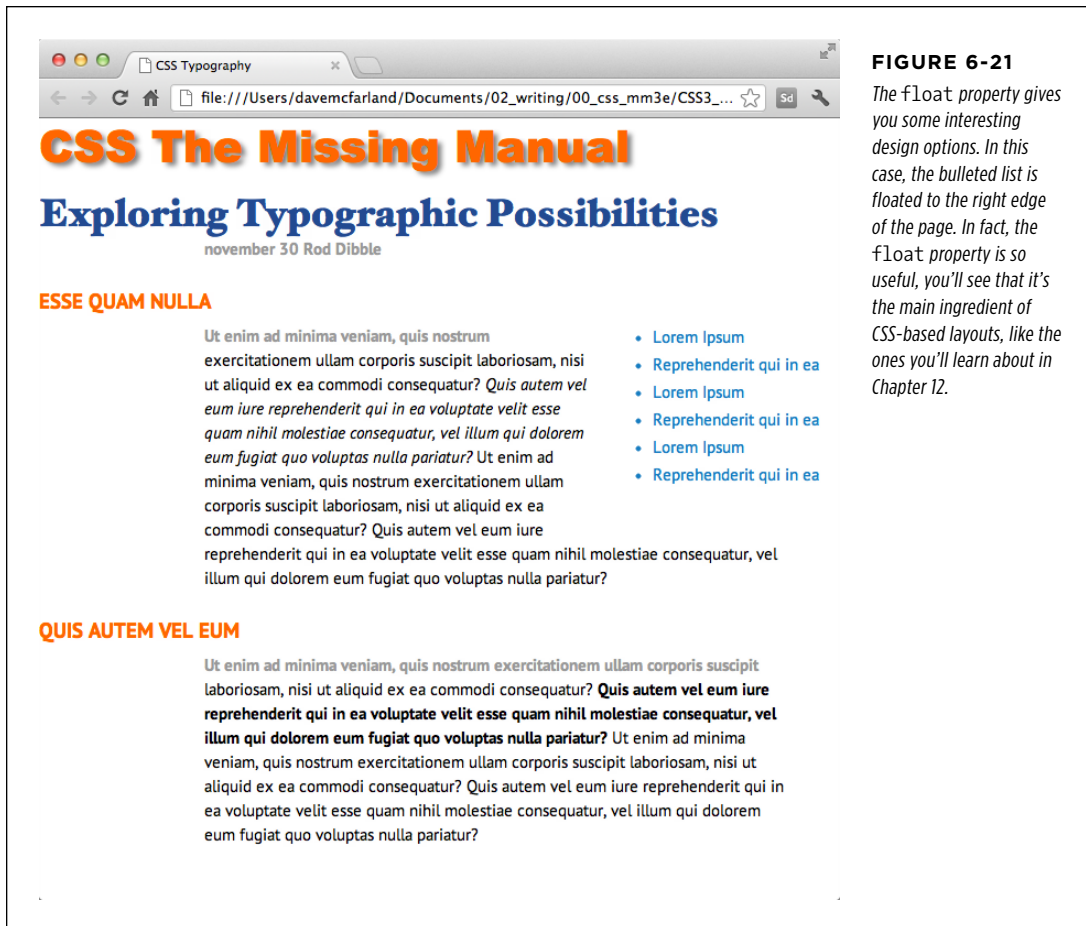 CSS Typography
file:///Users/davemcfarland/Documents/02_writing/00_css_mm3e/CSS3_...
Sd
CSS The Missing Manual
Exploring Typographic Possibilities
november 30 Rod Dibble
ESSE QUAM NULLA
Ut enim ad minima veniam, quis nostrum
exercitationem ullam corporis suscipit laboriosam, nisi
ut aliquid ex ea commodi consequatur? Quis autem vel
eum iure reprehenderit qui in ea voluptate velit esse
quam nihil molestiae consequatur, vel illum qui dolorem
eum fugiat quo voluptas nulla pariatur? Ut enim ad
minima veniam, quis nostrum exercitationem ullam
corporis suscipit laboriosam, nisi ut aliquid ex ea
commodi consequatur? Quis autem vel eum iure
reprehenderit qui in ea voluptate velit esse quam nihil molestiae consequatur, vel
illum qui dolorem eum fugiat quo voluptas nulla pariatur?
• Lorem Ipsum
• Reprehenderit qui in ea
• Lorem Ipsum
• Reprehenderit qui in ea
• Lorem Ipsum
• Reprehenderit qui in ea
QUIS AUTEM VEL EUM
Ut enim ad minima veniam, quis nostrum exercitationem ullam corporis suscipit
laboriosam, nisi ut aliquid ex ea commodi consequatur? Quis autem vel eum iure
reprehenderit qui in ea voluptate velit esse quam nihil molestiae consequatur, vel
illum qui dolorem eum fugiat quo voluptas nulla pariatur? Ut enim ad minima
veniam, quis nostrum exercitationem ullam corporis suscipit laboriosam, nisi ut
aliquid ex ea commodi consequatur? Quis autem vel eum iure reprehenderit qui in
ea voluptate velit esse quam nihil molestiae consequatur, vel illum qui dolorem
eum fugiat quo voluptas nulla pariatur?
FIGURE 6-21
The float property gives
you some interesting
design options. In this
case, the bulleted list is
floated to the right edge
of the page. In fact, the
float property is so
useful, you'll see that it's
the main ingredient of
CSS-based layouts, like the
ones you'll learn about in
Chapter 12.